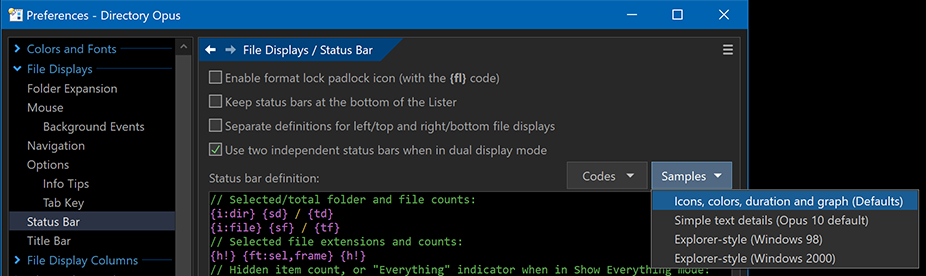 Preferences - Directory Opus
Colors and Fonts
File Displays
Folder Expansion
Mouse
Background Events
Navigation
Options
Info Tips
Tab Key
Status Bar
Title Bar
File Display Columns
File Displays / Status Bar
Enable format lock padlock icon (with the {fl} code)
Keep status bars at the bottom of the Lister
Separate definitions for left/top and right/bottom file displays
Use two independent status bars when in dual display mode
Status bar definition:
Codes
Samples
// Selected/total folder and file counts:
{i:dir} {sd} / {td}
{i:file} {sf} / {tf}
// Selected file extensions and counts:
{h!} {ft:sel,frame} {h!}
// Hidden item count, or "Everything" indicator when in Show Everything mode:
Icons, colors, duration and graph (Defaults)
Simple text details (Opus 10 default)
Explorer-style (Windows 98)
Explorer-style (Windows 2000)